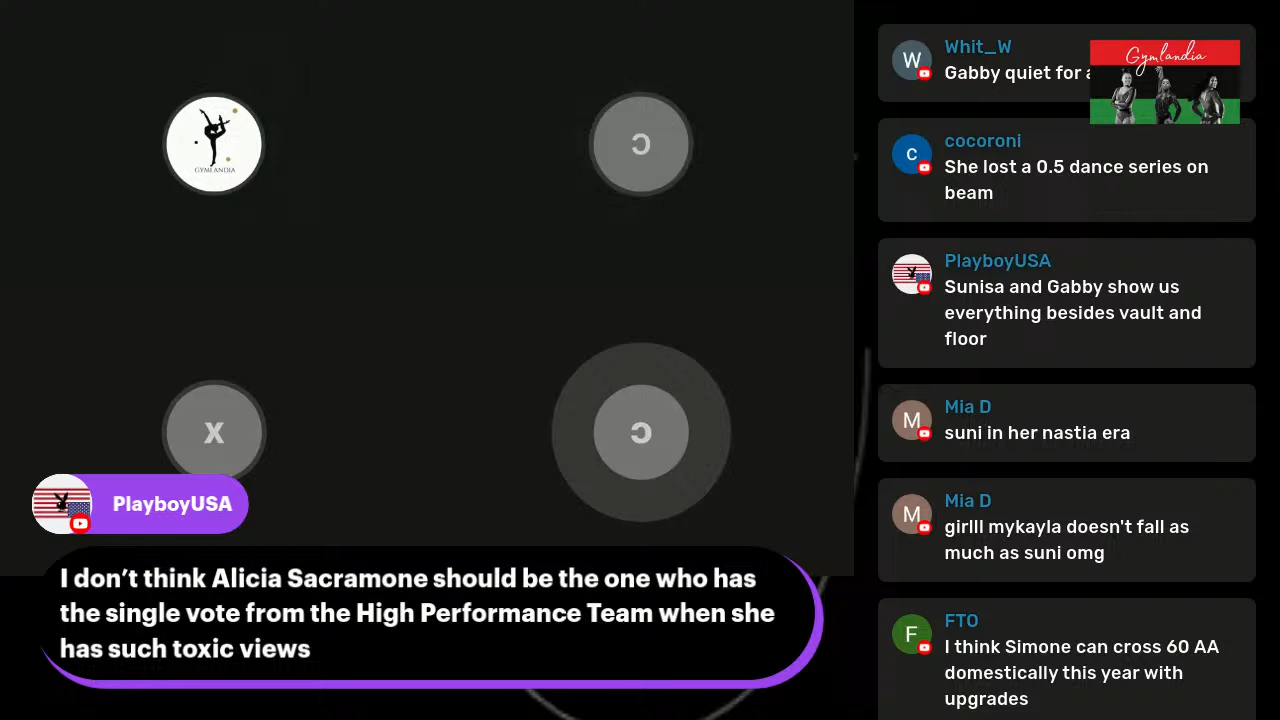 GYMLANDIA
Ɔ
X
Ɔ
PlayboyUSA
I don’t think Alicia Sacramone should be the one who has
the single vote from the High Performance Team when she
has such toxic views
W
Whit_W
Gabby quiet for
Gymlandia
c
cocoroni
She lost a 0.5 dance series on
beam
PlayboyUSA
Sunisa and Gabby show us
everything besides vault and
floor
M
Mia D
suni in her nastia era
M
Mia D
girlll mykayla doesn't fall as
much as suni omg
F
FTO
I think Simone can cross 60 AA
domestically this year with
upgrades